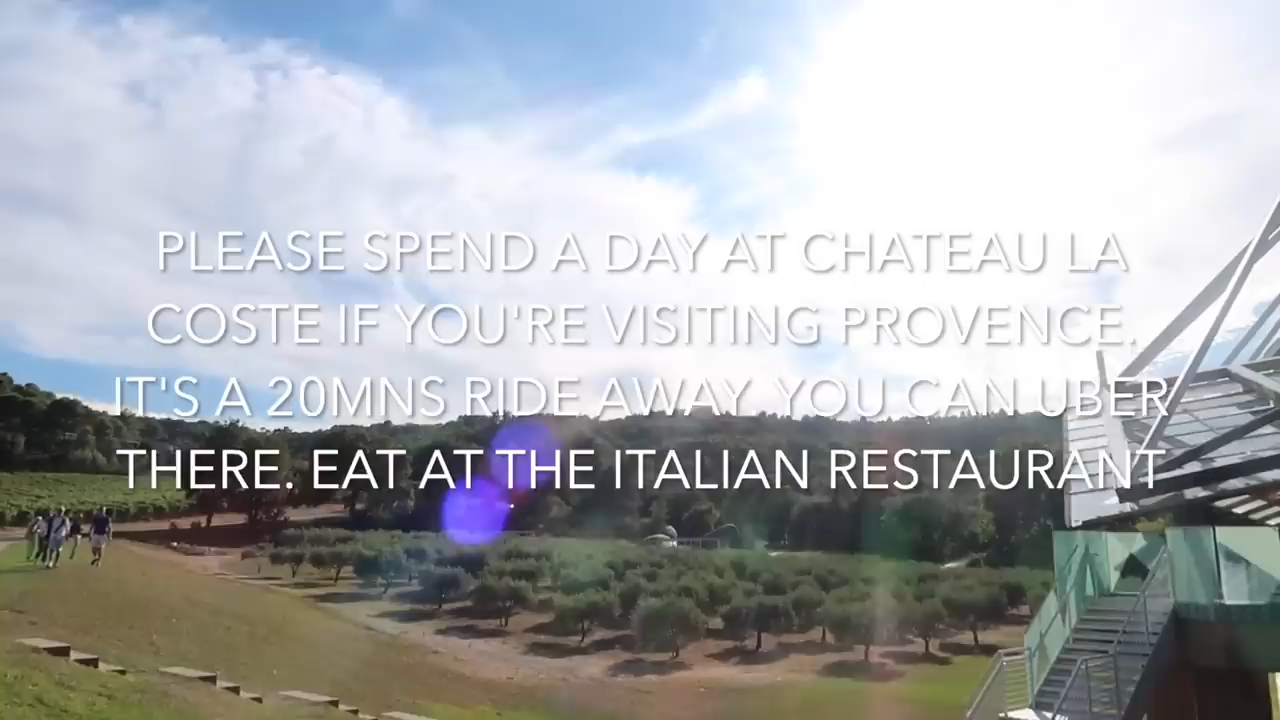 PLEASE SPEND A DAY AT CHATEAU LA
COSTE IF YOU'RE VISITING PROVENCE.
IT'S A 20MNS RIDE AWAY. YOU CAN UBER
THERE. EAT AT THE ITALIAN RESTAURANT